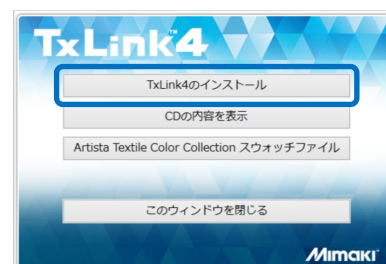 TxLink™4
TxLink4のインストール
CDの内容を表示
Artista Textile Color Collection スウォッチファイル
このウィンドウを閉じる
Mimaki